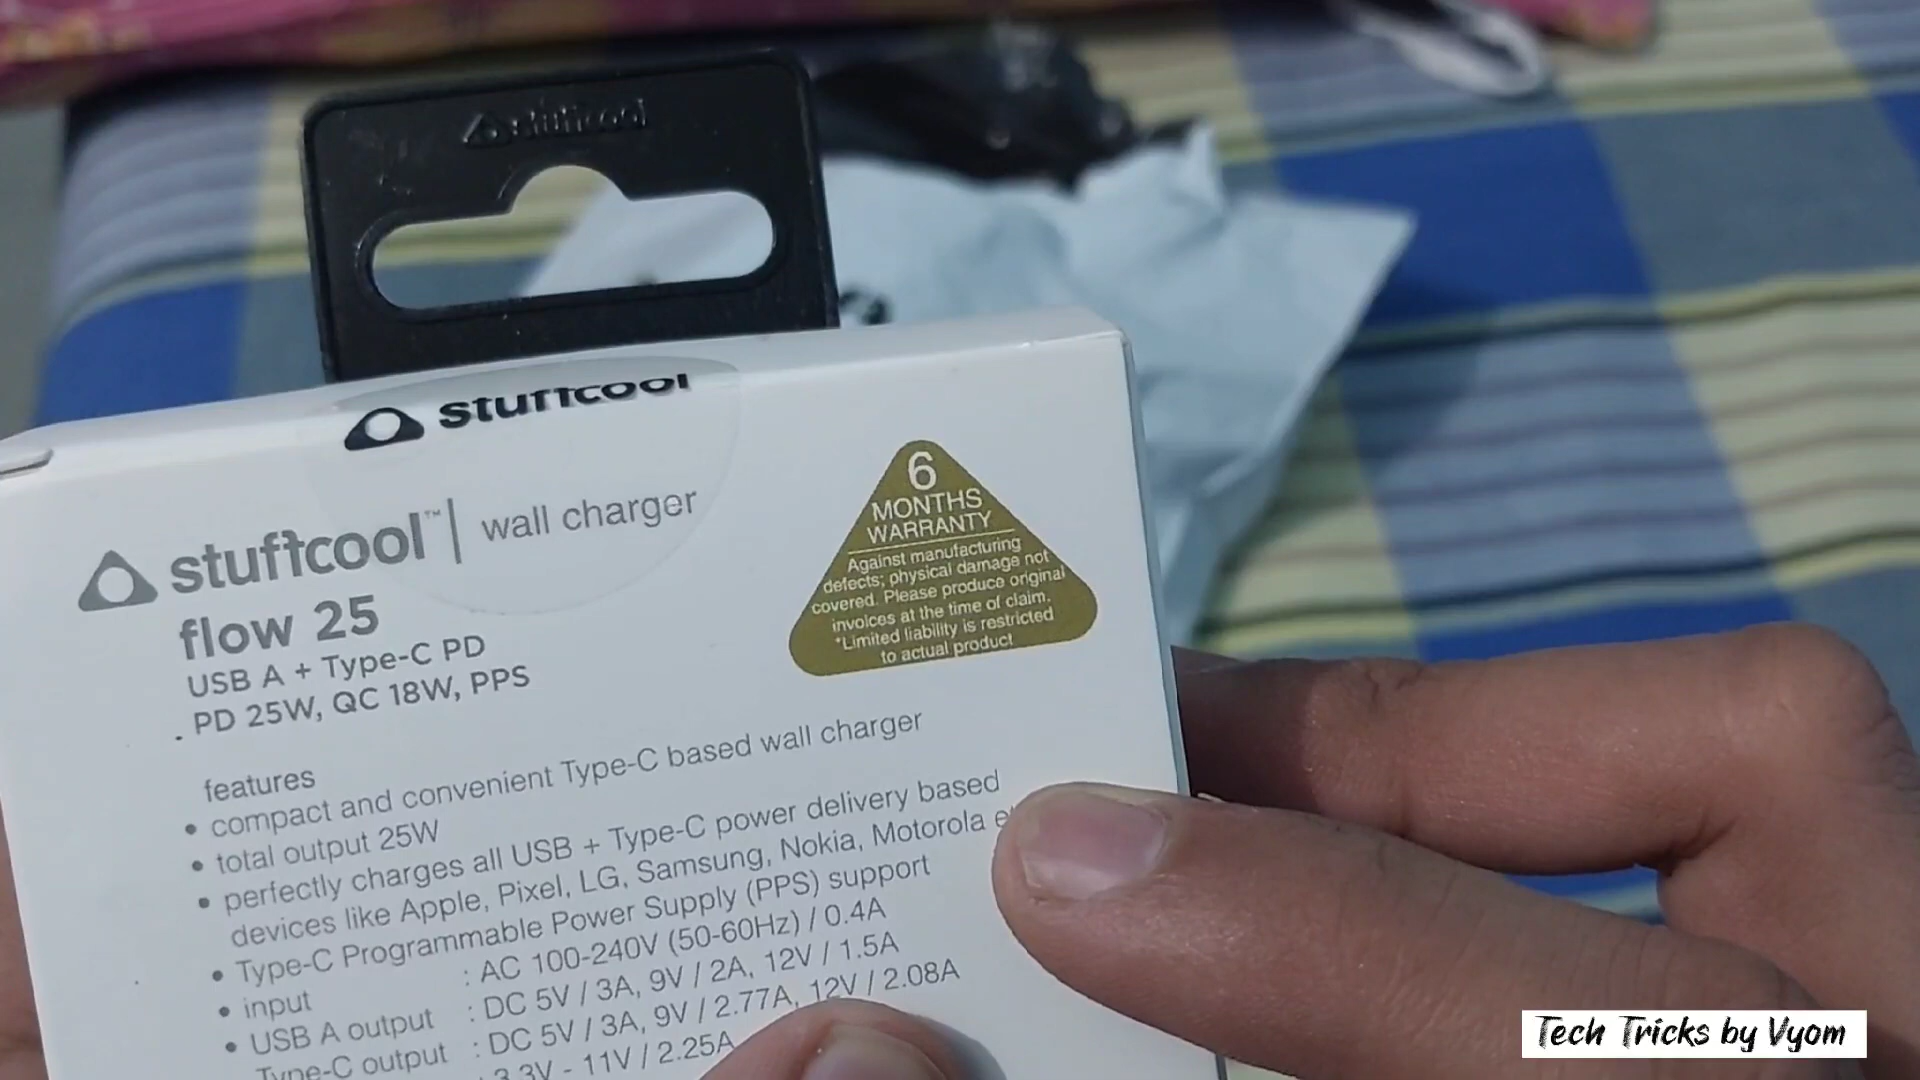 stuffcool
stuffcool
stuffcool™ | wall charger
flow 25
USB A + Type-C PD
PD 25W, QC 18W, PPS
6
MONTHS
WARRANTY
Against manufacturing
defects; physical damage not
covered. Please produce original
invoices at the time of claim.
*Limited liability is restricted
to actual product
features
• compact and convenient Type-C based wall charger
• total output 25W
• perfectly charges all USB + Type-C power delivery based
devices like Apple, Pixel, LG, Samsung, Nokia, Motorola
• Type-C Programmable Power Supply (PPS) support
• input : AC 100-240V (50-60Hz) / 0.4A
• USB A output : DC 5V / 3A, 9V / 2A, 12V / 1.5A
Type-C output : DC 5V / 3A, 9V / 2.77A, 12V / 2.08A
: 3.3V - 11V / 2.25A
Tech Tricks by Vyom